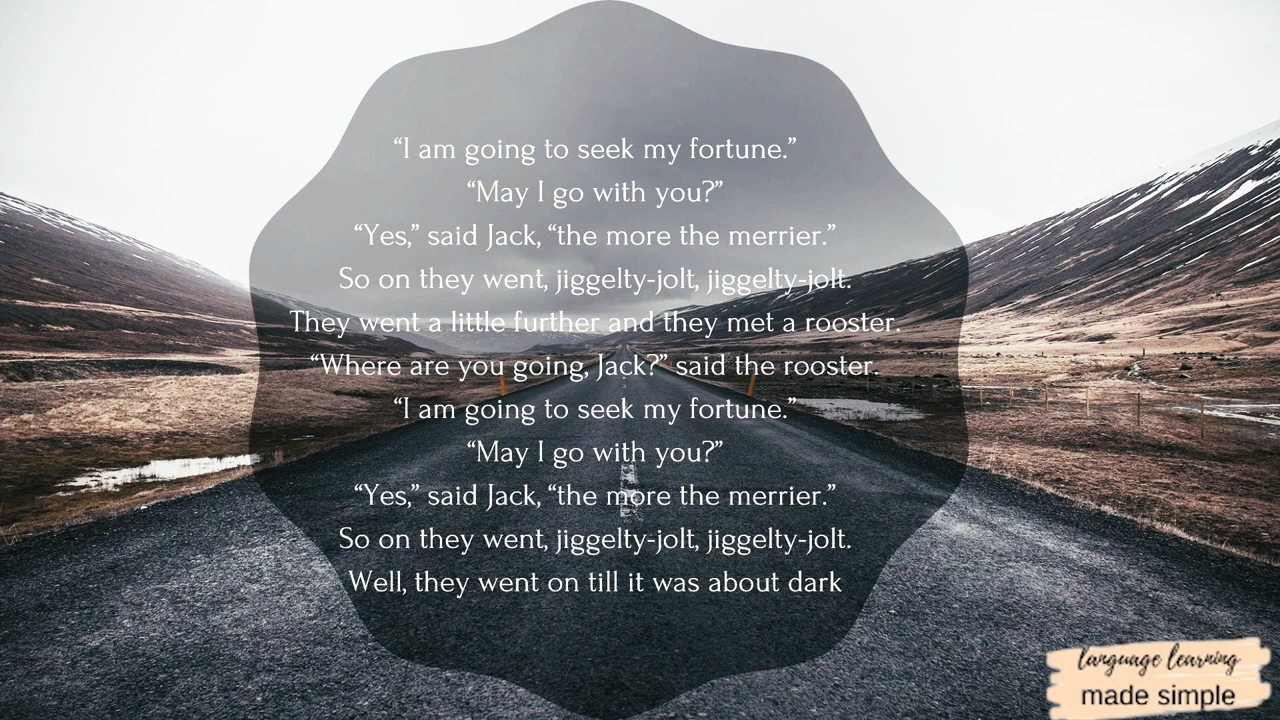 “I am going to seek my fortune.”
“May I go with you?”
“Yes,” said Jack, “the more the merrier.”
So on they went, jiggelty-jolt, jiggelty-jolt.
They went a little further and they met a rooster.
“Where are you going, Jack?” said the rooster.
“I am going to seek my fortune.”
“May I go with you?”
“Yes,” said Jack, “the more the merrier.”
So on they went, jiggelty-jolt, jiggelty-jolt.
Well, they went on till it was about dark
language learning
made simple